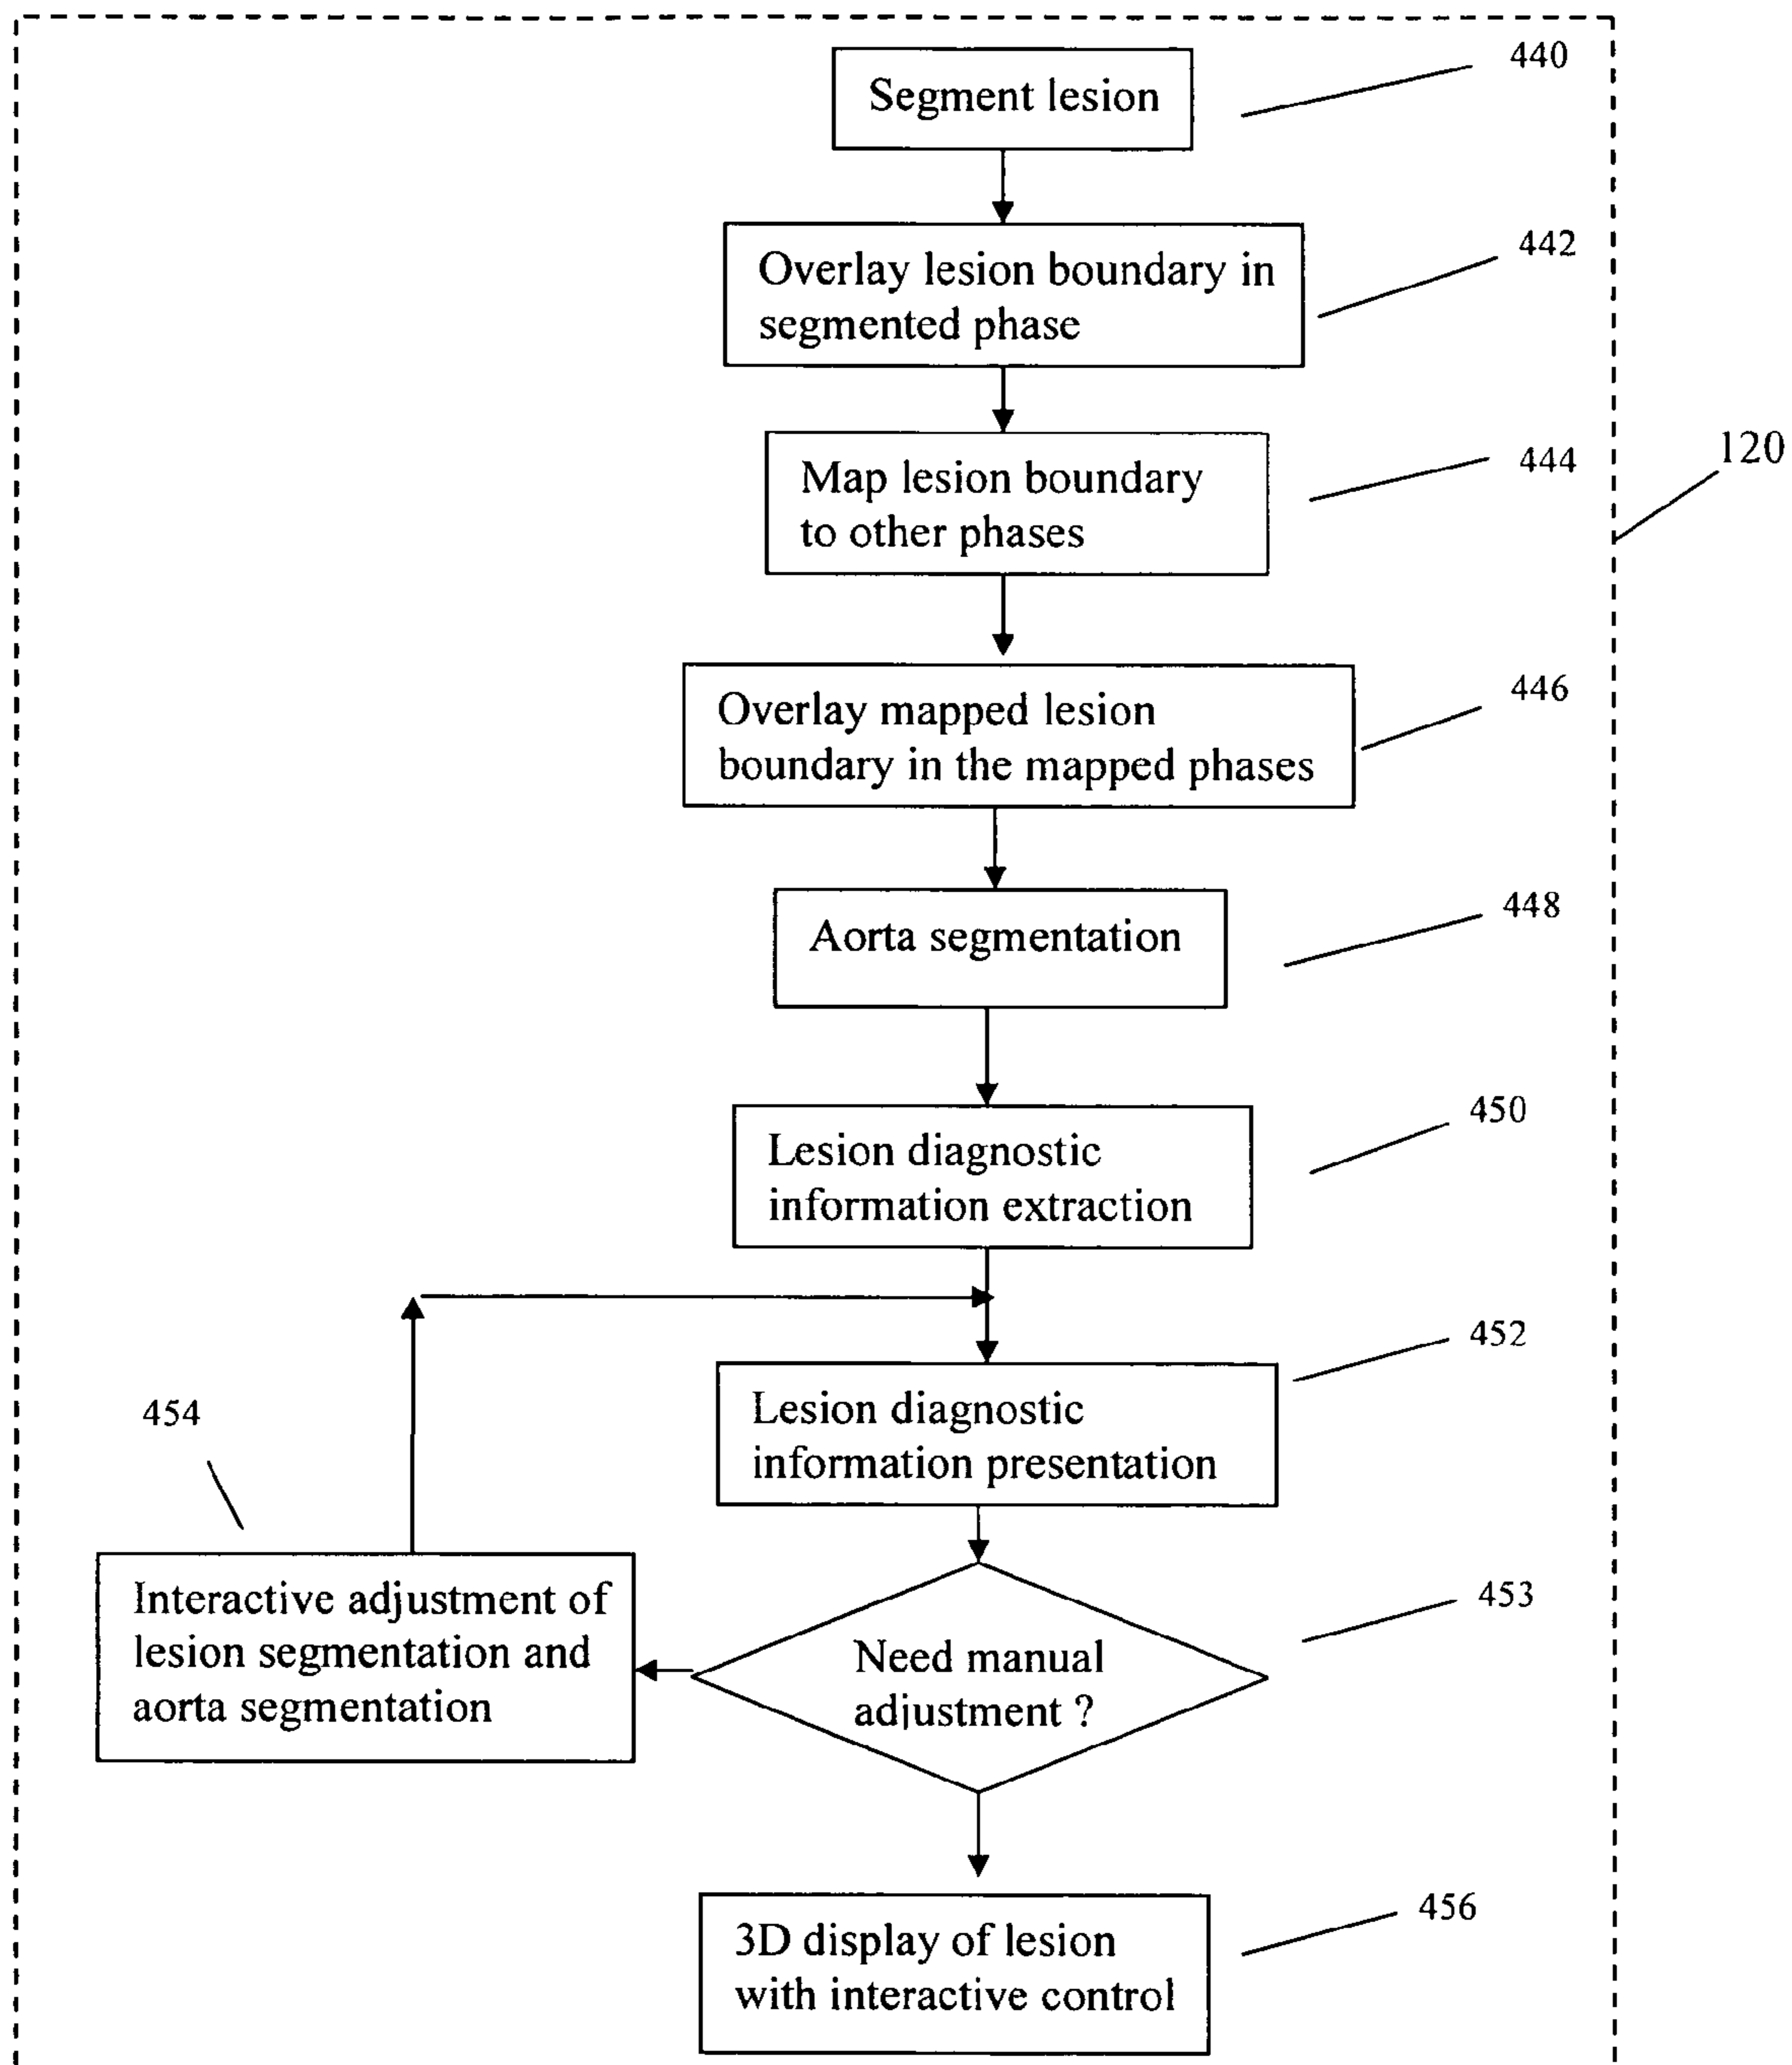 Segment lesion
440
Overlay lesion boundary in
segmented phase
442
Map lesion boundary
to other phases
444
120
Overlay mapped lesion
boundary in the mapped phases
446
Aorta segmentation
448
Lesion diagnostic
information extraction
450
Lesion diagnostic
information presentation
452
454
Interactive adjustment of
lesion segmentation and
aorta segmentation
Need manual
adjustment ?
453
3D display of lesion
with interactive control
456